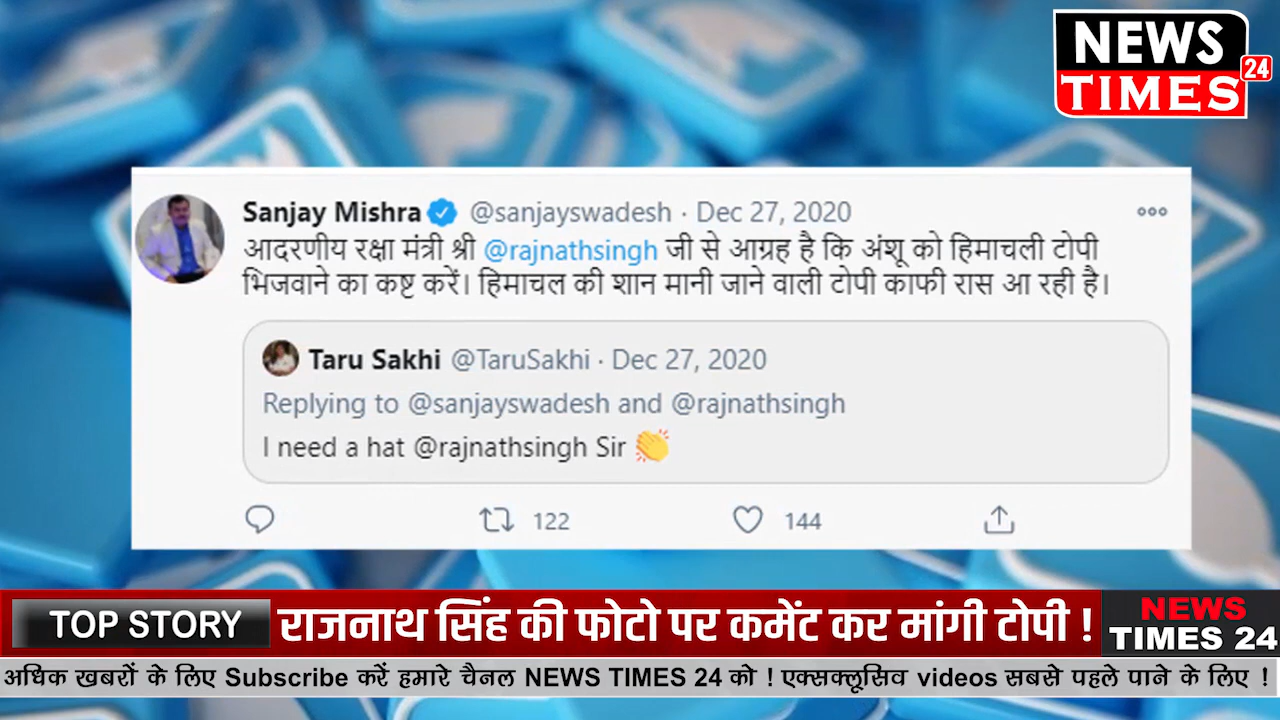 NEWS
24
TIMES
Sanjay Mishra @sanjayswadesh · Dec 27, 2020
आदरणीय रक्षा मंत्री श्री @rajnathsingh जी से आग्रह है कि अंशू को हिमाचली टोपी
भिजवाने का कष्ट करें। हिमाचल की शान मानी जाने वाली टोपी काफी रास आ रही है।
Taru Sakhi @TaruSakhi · Dec 27, 2020
Replying to @sanjayswadesh and @rajnathsingh
I need a hat @rajnathsingh Sir 👏
122 144
TOP STORY राजनाथ सिंह की फोटो पर कमेंट कर मांगी टोपी !
NEWS
TIMES 24
अधिक खबरों के लिए Subscribe करें हमारे चैनल NEWS TIMES 24 को ! एक्सक्लूसिव videos सबसे पहले पाने के लिए !